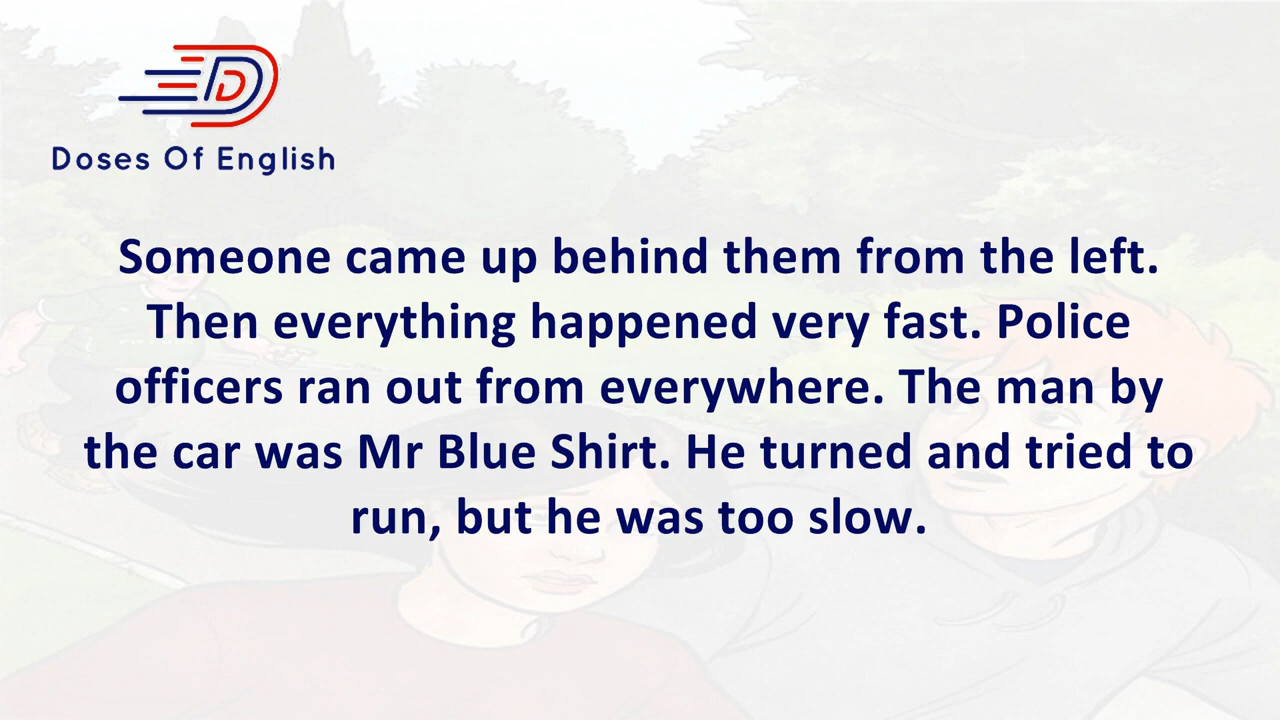 Doses Of English
Someone came up behind them from the left.
Then everything happened very fast. Police
officers ran out from everywhere. The man by
the car was Mr Blue Shirt. He turned and tried to
run, but he was too slow.